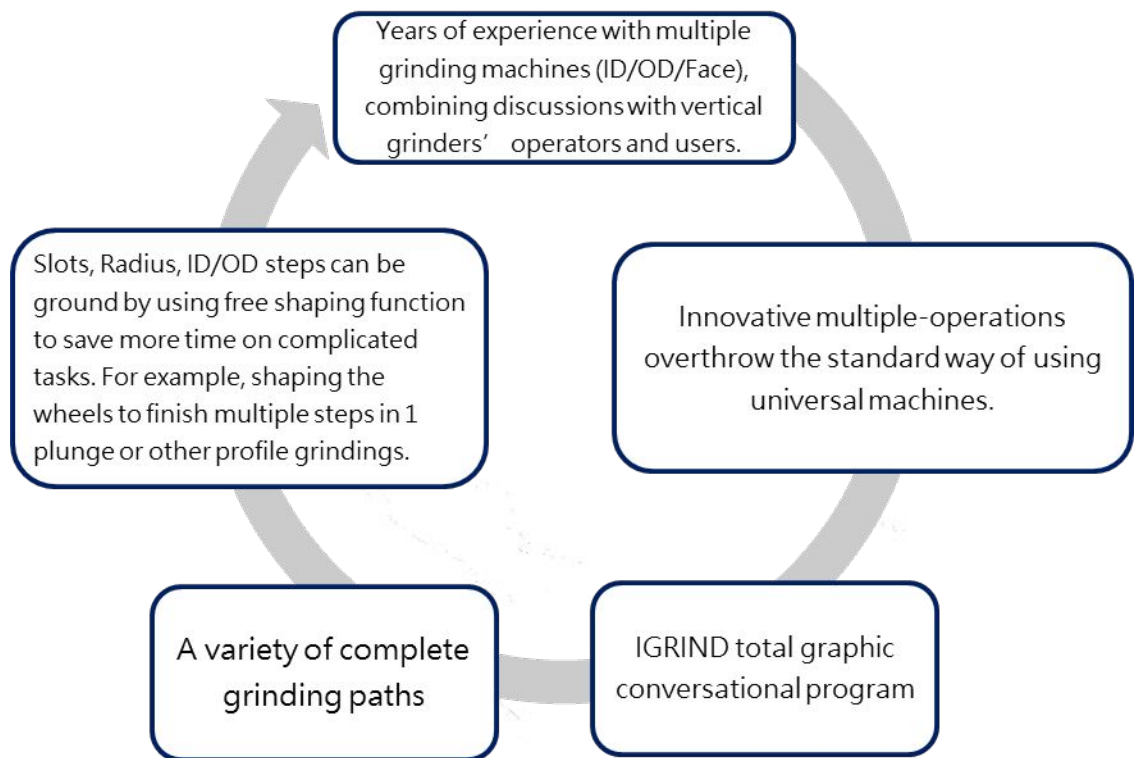 Years of experience with multiple
grinding machines (ID/OD/Face),
combining discussions with vertical
grinders’ operators and users.
Innovative multiple-operations
overthrow the standard way of using
universal machines.
IGRIND total graphic
conversational program
A variety of complete
grinding paths
Slots, Radius, ID/OD steps can be
ground by using free shaping function
to save more time on complicated
tasks. For example, shaping the
wheels to finish multiple steps in 1
plunge or other profile grindings.